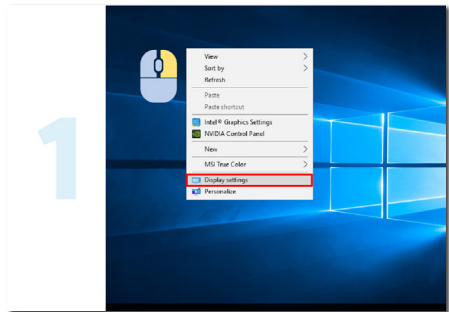 1
View
Sort by
Refresh
Paste
Paste shortcut
Intel® Graphics Settings
NVIDIA Control Panel
New
MSI True Color
Display settings
Personalize